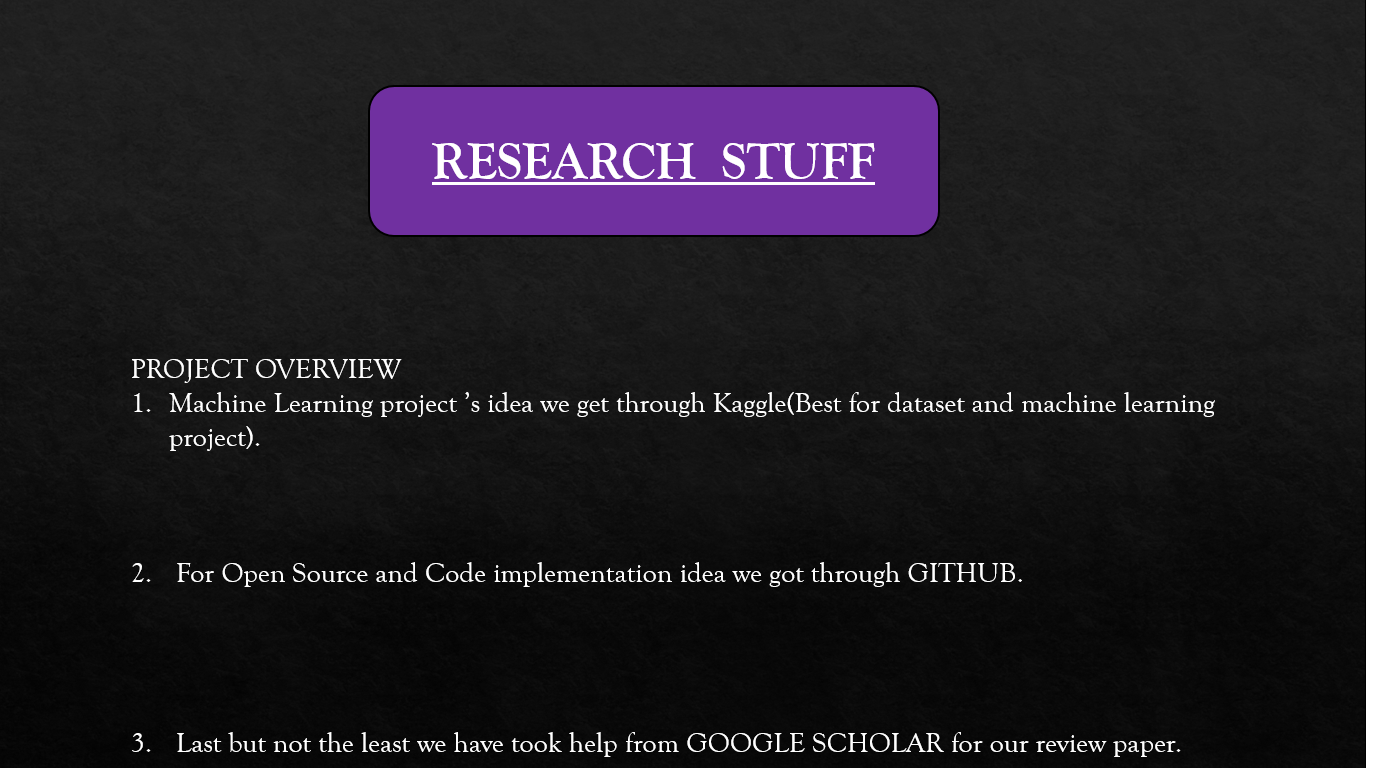 RESEARCH STUFF
PROJECT OVERVIEW
1. Machine Learning project ’s idea we get through Kaggle(Best for dataset and machine learning
project).
2. For Open Source and Code implementation idea we got through GITHUB.
3. Last but not the least we have took help from GOOGLE SCHOLAR for our review paper.